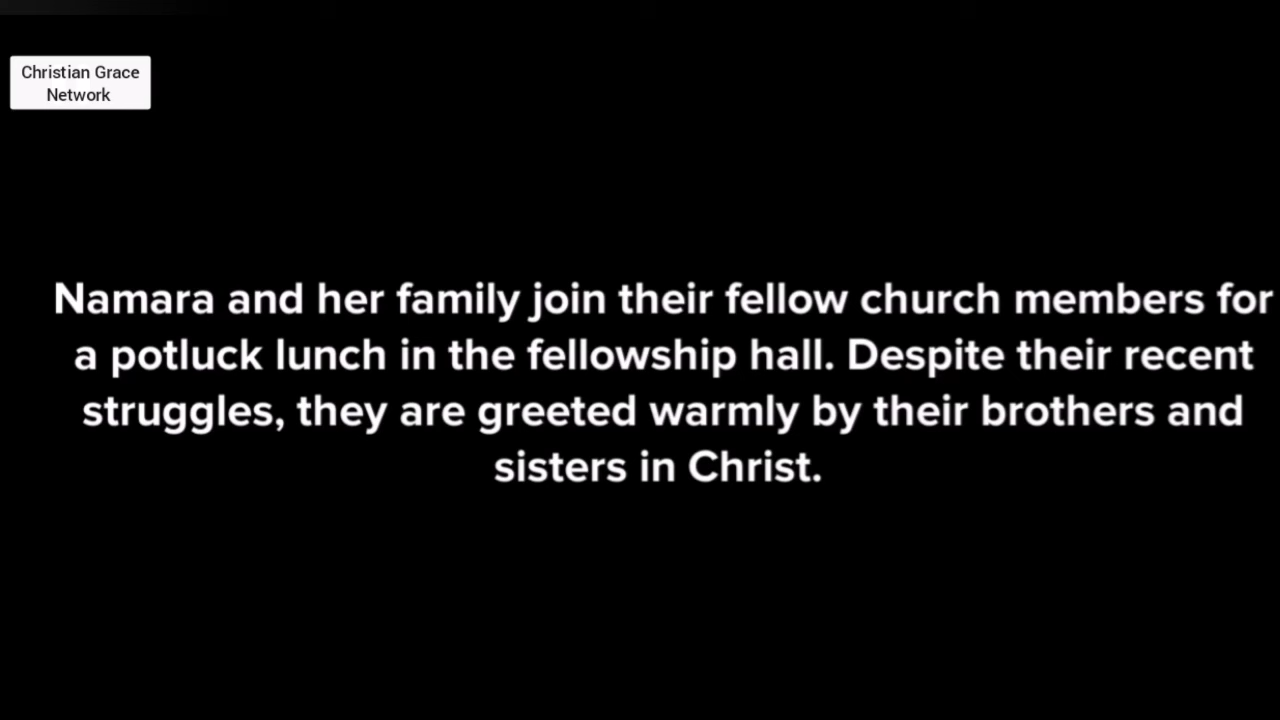 Christian Grace
Network
Namara and her family join their fellow church members for
a potluck lunch in the fellowship hall. Despite their recent
struggles, they are greeted warmly by their brothers and
sisters in Christ.